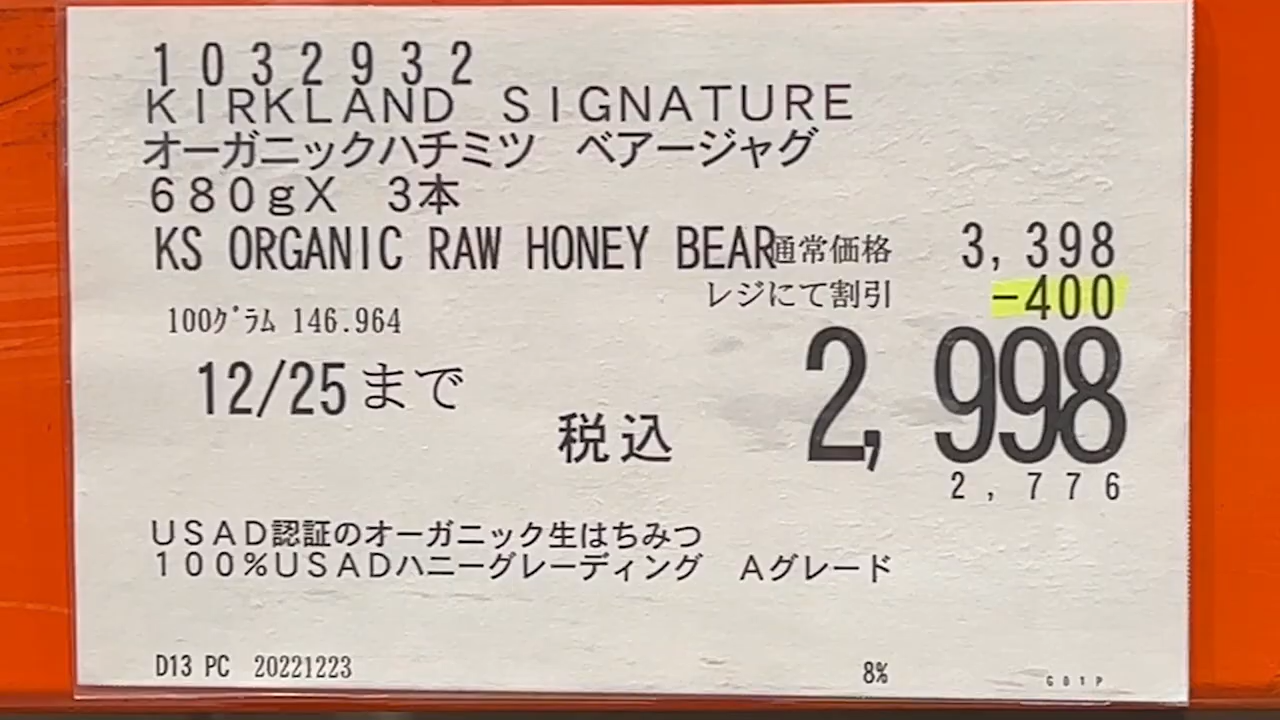 1032932
KIRKLAND SIGNATURE
オーガニックハチミツ ベアージャグ
680gX 3本
KS ORGANIC RAW HONEY BEAR
通常価格 3,398
レジにて割引 -400
100グラム 146.964
12/25まで
税込 2,998
2,776
USAD認証のオーガニック生はちみつ
100%USADハニーグレーディング Aグレード
D13 PC 20221223 8% G01P